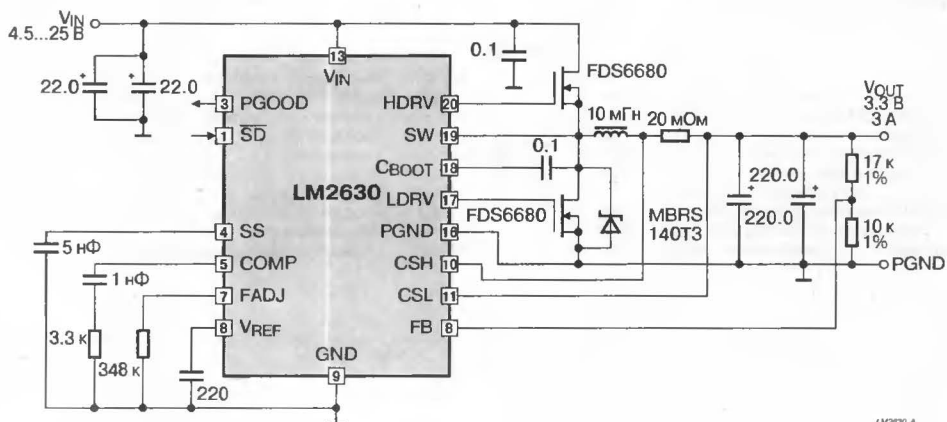 VIN
4.5...25 В
22.0
22.0
+
+
0.1
FDS6680
13
VIN
3
PGOOD
HDRV
20
1
SD
SW
19
10 мГн
20 мОм
VOUT
3.3 В
3 А
CBOOT
18
0.1
LM2630
LDRV
17
FDS6680
MBRS
140T3
220.0
+
220.0
+
17 к
1%
10 к
1%
4
SS
PGND
16
PGND
5 нФ
5
COMP
CSH
10
1 нФ
7
FADJ
CSL
11
8
VREF
FB
8
3.3 к
348 к
220
GND
9